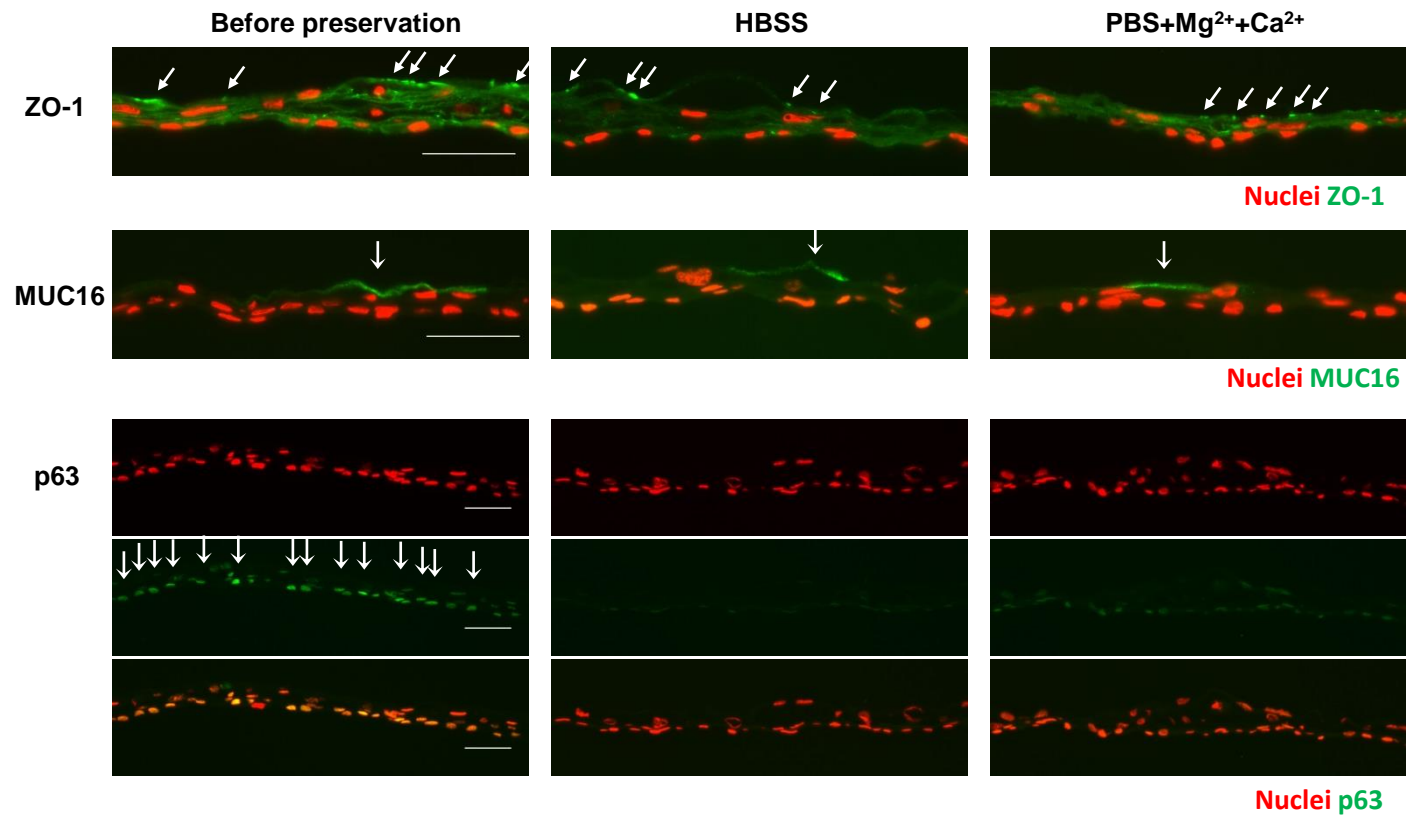 Before preservation HBSS PBS+Mg²⁺+Ca²⁺
ZO-1
Nuclei ZO-1
MUC16
Nuclei MUC16
p63
Nuclei p63